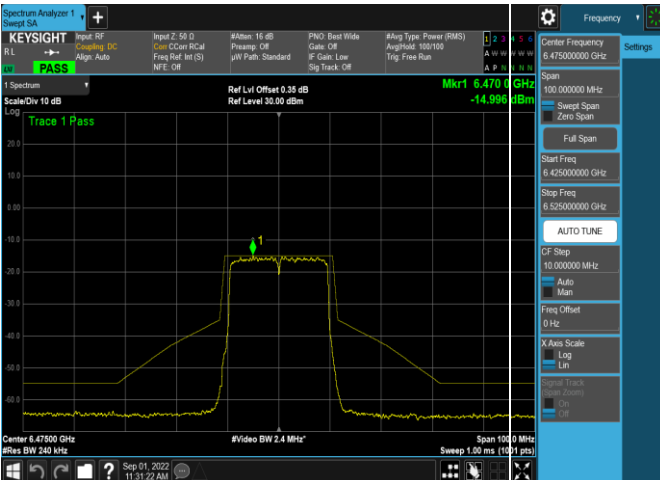 Spectrum Analyzer 1
Swept SA
Frequency
KEYSIGHT
RL
LW
PASS
Input: RF
Coupling: DC
Align: Auto
Input Z: 50 Ω
Corr CCorr RCal
Freq Ref: Int (S)
NFE: Off
#Atten: 16 dB
Preamp: Off
µW Path: Standard
PNO: Best Wide
Gate: Off
IF Gain: Low
Sig Track: Off
#Avg Type: Power (RMS)
Avg|Hold: 100/100
Trig: Free Run
1 2 3 4 5 6
A W W W W W
A P N N N N
1 Spectrum
Scale/Div 10 dB
Log
Ref Lvl Offset 0.35 dB
Ref Level 30.00 dBm
Mkr1 6.470 0 GHz
-14.996 dBm
Trace 1 Pass
20.0
10.0
0.00
-10.0
-20.0
-30.0
-40.0
-50.0
-60.0
1
Center 6.47500 GHz
#Res BW 240 kHz
#Video BW 2.4 MHz*
Span 100.0 MHz
Sweep 1.00 ms (1001 pts)
Sep 01, 2022
11:31:22 AM
Center Frequency
6.475000000 GHz
Settings
Span
100.000000 MHz
Swept Span
Zero Span
Full Span
Start Freq
6.425000000 GHz
Stop Freq
6.525000000 GHz
AUTO TUNE
CF Step
10.000000 MHz
Auto
Man
Freq Offset
0 Hz
X Axis Scale
Log
Lin
Signal Track
(Span Zoom)
On
Off